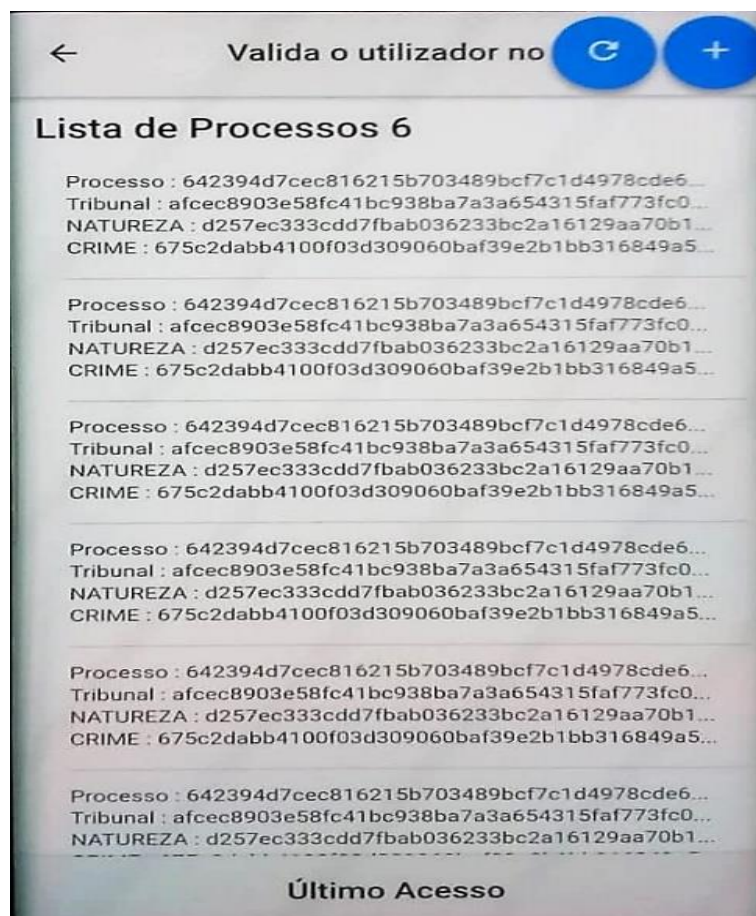 Valida o utilizador no
Lista de Processos 6
Processo : 642394d7cec816215b703489bcf7c1d4978cde6...
Tribunal : afcec8903e58fc41bc938ba7a3a654315faf773fc0...
NATUREZA : d257ec333cdd7fbab036233bc2a16129aa70b1...
CRIME : 675c2dabb4100f03d309060baf39e2b1bb316849a5...
Processo : 642394d7cec816215b703489bcf7c1d4978cde6...
Tribunal : afcec8903e58fc41bc938ba7a3a654315faf773fc0...
NATUREZA : d257ec333cdd7fbab036233bc2a16129aa70b1...
CRIME : 675c2dabb4100f03d309060baf39e2b1bb316849a5...
Processo : 642394d7cec816215b703489bcf7c1d4978cde6...
Tribunal : afcec8903e58fc41bc938ba7a3a654315faf773fc0...
NATUREZA : d257ec333cdd7fbab036233bc2a16129aa70b1...
CRIME : 675c2dabb4100f03d309060baf39e2b1bb316849a5...
Processo : 642394d7cec816215b703489bcf7c1d4978cde6...
Tribunal : afcec8903e58fc41bc938ba7a3a654315faf773fc0...
NATUREZA : d257ec333cdd7fbab036233bc2a16129aa70b1...
CRIME : 675c2dabb4100f03d309060baf39e2b1bb316849a5...
Processo : 642394d7cec816215b703489bcf7c1d4978cde6...
Tribunal : afcec8903e58fc41bc938ba7a3a654315faf773fc0...
NATUREZA : d257ec333cdd7fbab036233bc2a16129aa70b1...
CRIME : 675c2dabb4100f03d309060baf39e2b1bb316849a5...
Processo : 642394d7cec816215b703489bcf7c1d4978cde6...
Tribunal : afcec8903e58fc41bc938ba7a3a654315faf773fc0...
NATUREZA : d257ec333cdd7fbab036233bc2a16129aa70b1...
Último Acesso